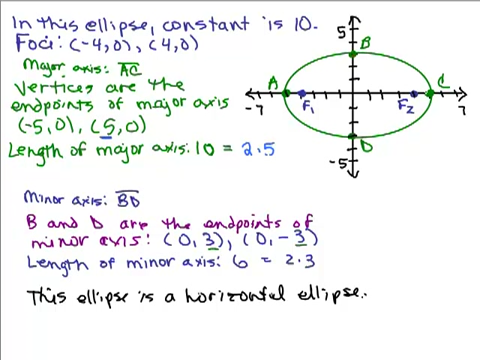 In this ellipse, constant is 10.
Foci: (-4,0), (4,0)
Major axis: AC
Vertices are the
endpoints of major axis
(-5,0), (5,0)
Length of major axis: 10 = 2·5
5
B
A
C
-7
F1
F2
7
D
-5
Minor axis: BD
B and D are the endpoints of
minor axis: (0,3), (0,-3)
Length of minor axis: 6 = 2·3
This ellipse is a horizontal ellipse.